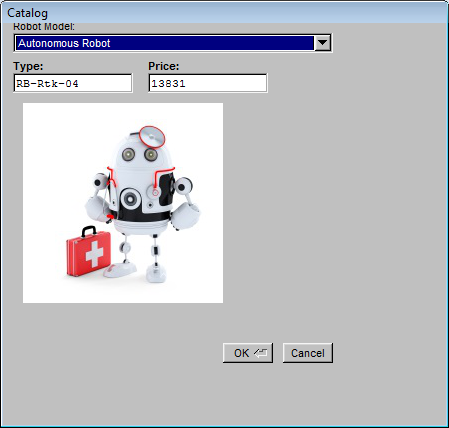 Catalog
Robot Model:
Autonomous Robot
Type: Price:
RB-Rtk-04 13831
OK Cancel